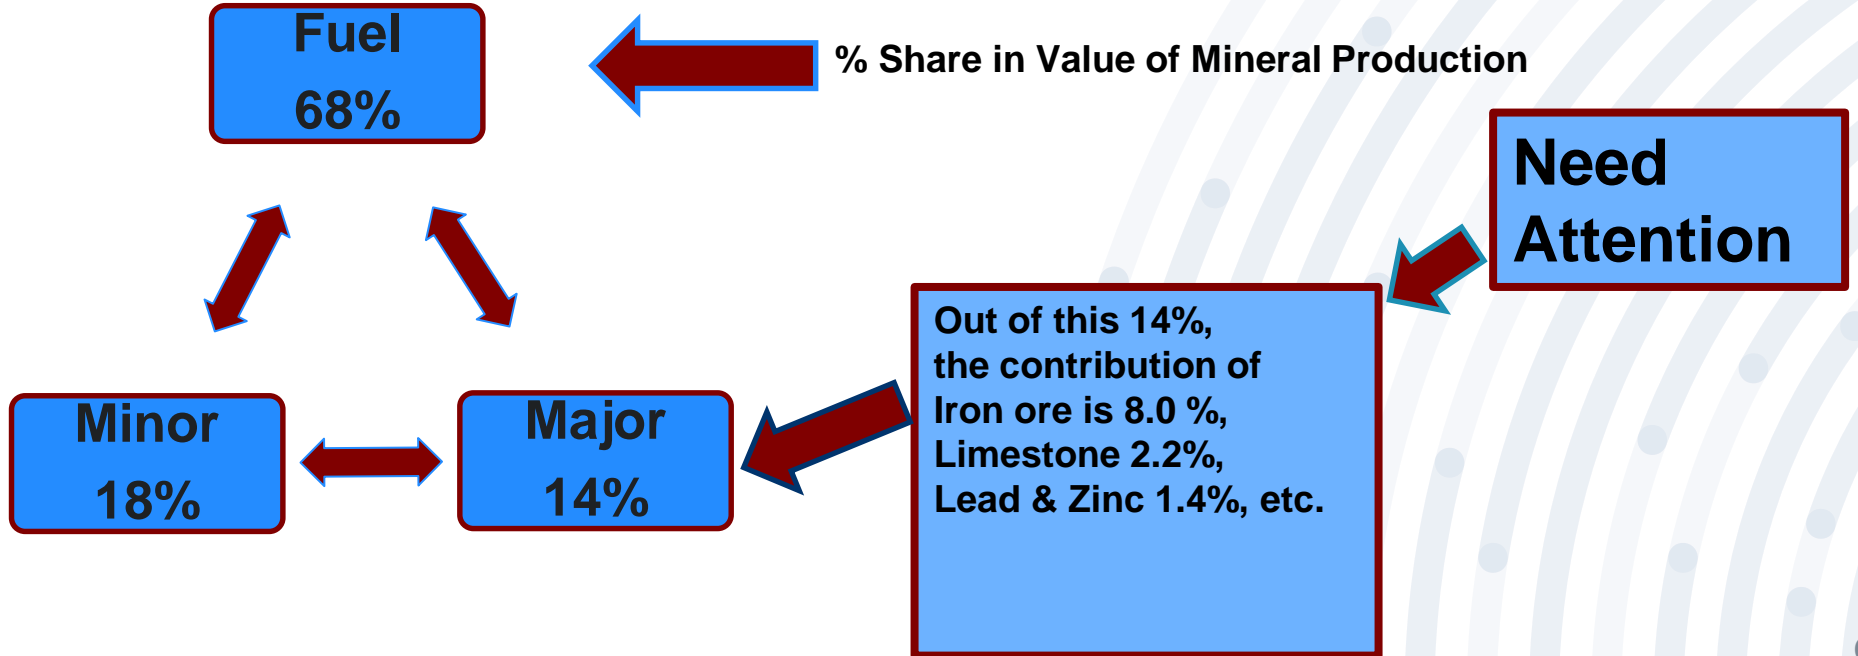 Fuel
68%
% Share in Value of Mineral Production
Need
Attention
Minor
18%
Major
14%
Out of this 14%,
the contribution of
Iron ore is 8.0 %,
Limestone 2.2%,
Lead & Zinc 1.4%, etc.